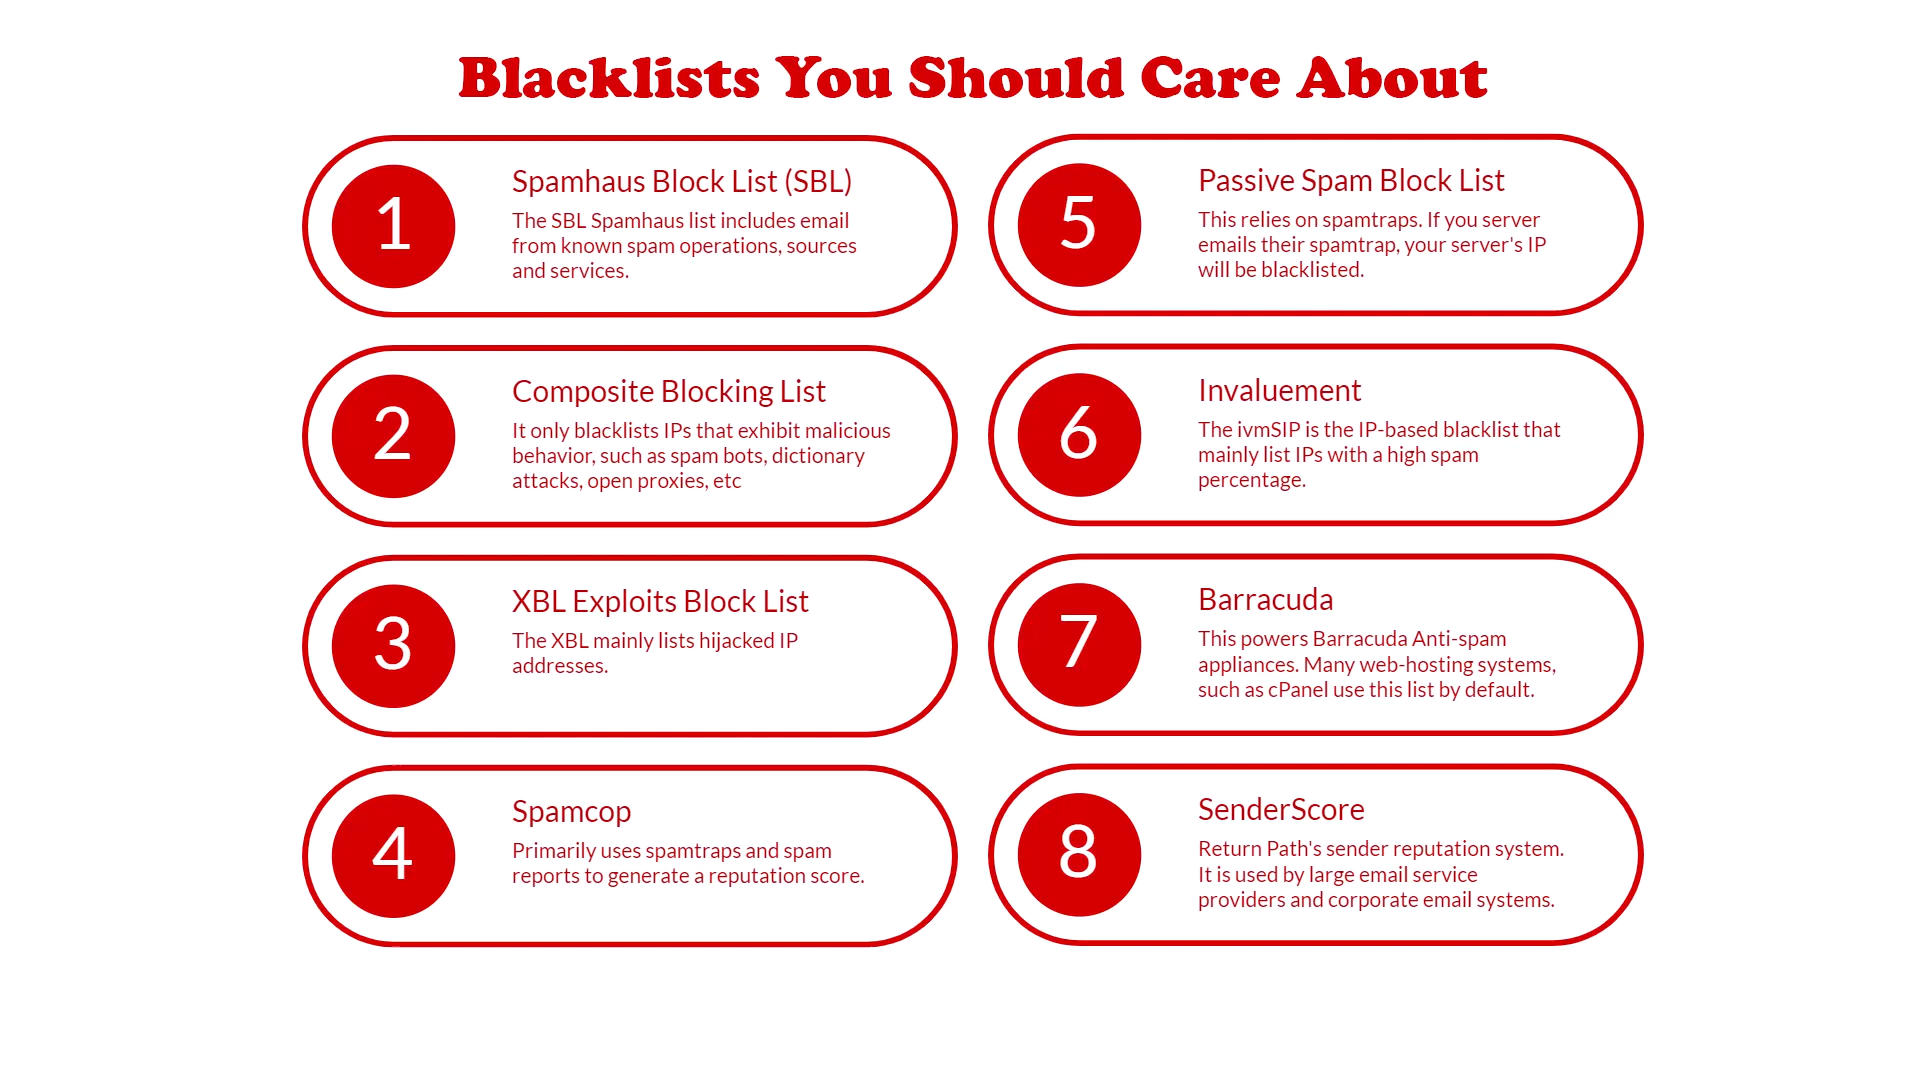 Blacklists You Should Care About
1
Spamhaus Block List (SBL)
The SBL Spamhaus list includes email
from known spam operations, sources
and services.
2
Composite Blocking List
It only blacklists IPs that exhibit malicious
behavior, such as spam bots, dictionary
attacks, open proxies, etc
3
XBL Exploits Block List
The XBL mainly lists hijacked IP
addresses.
4
Spamcop
Primarily uses spamtraps and spam
reports to generate a reputation score.
5
Passive Spam Block List
This relies on spamtraps. If you server
emails their spamtrap, your server's IP
will be blacklisted.
6
Invaluement
The ivmSIP is the IP-based blacklist that
mainly list IPs with a high spam
percentage.
7
Barracuda
This powers Barracuda Anti-spam
appliances. Many web-hosting systems,
such as cPanel use this list by default.
8
SenderScore
Return Path's sender reputation system.
It is used by large email service
providers and corporate email systems.